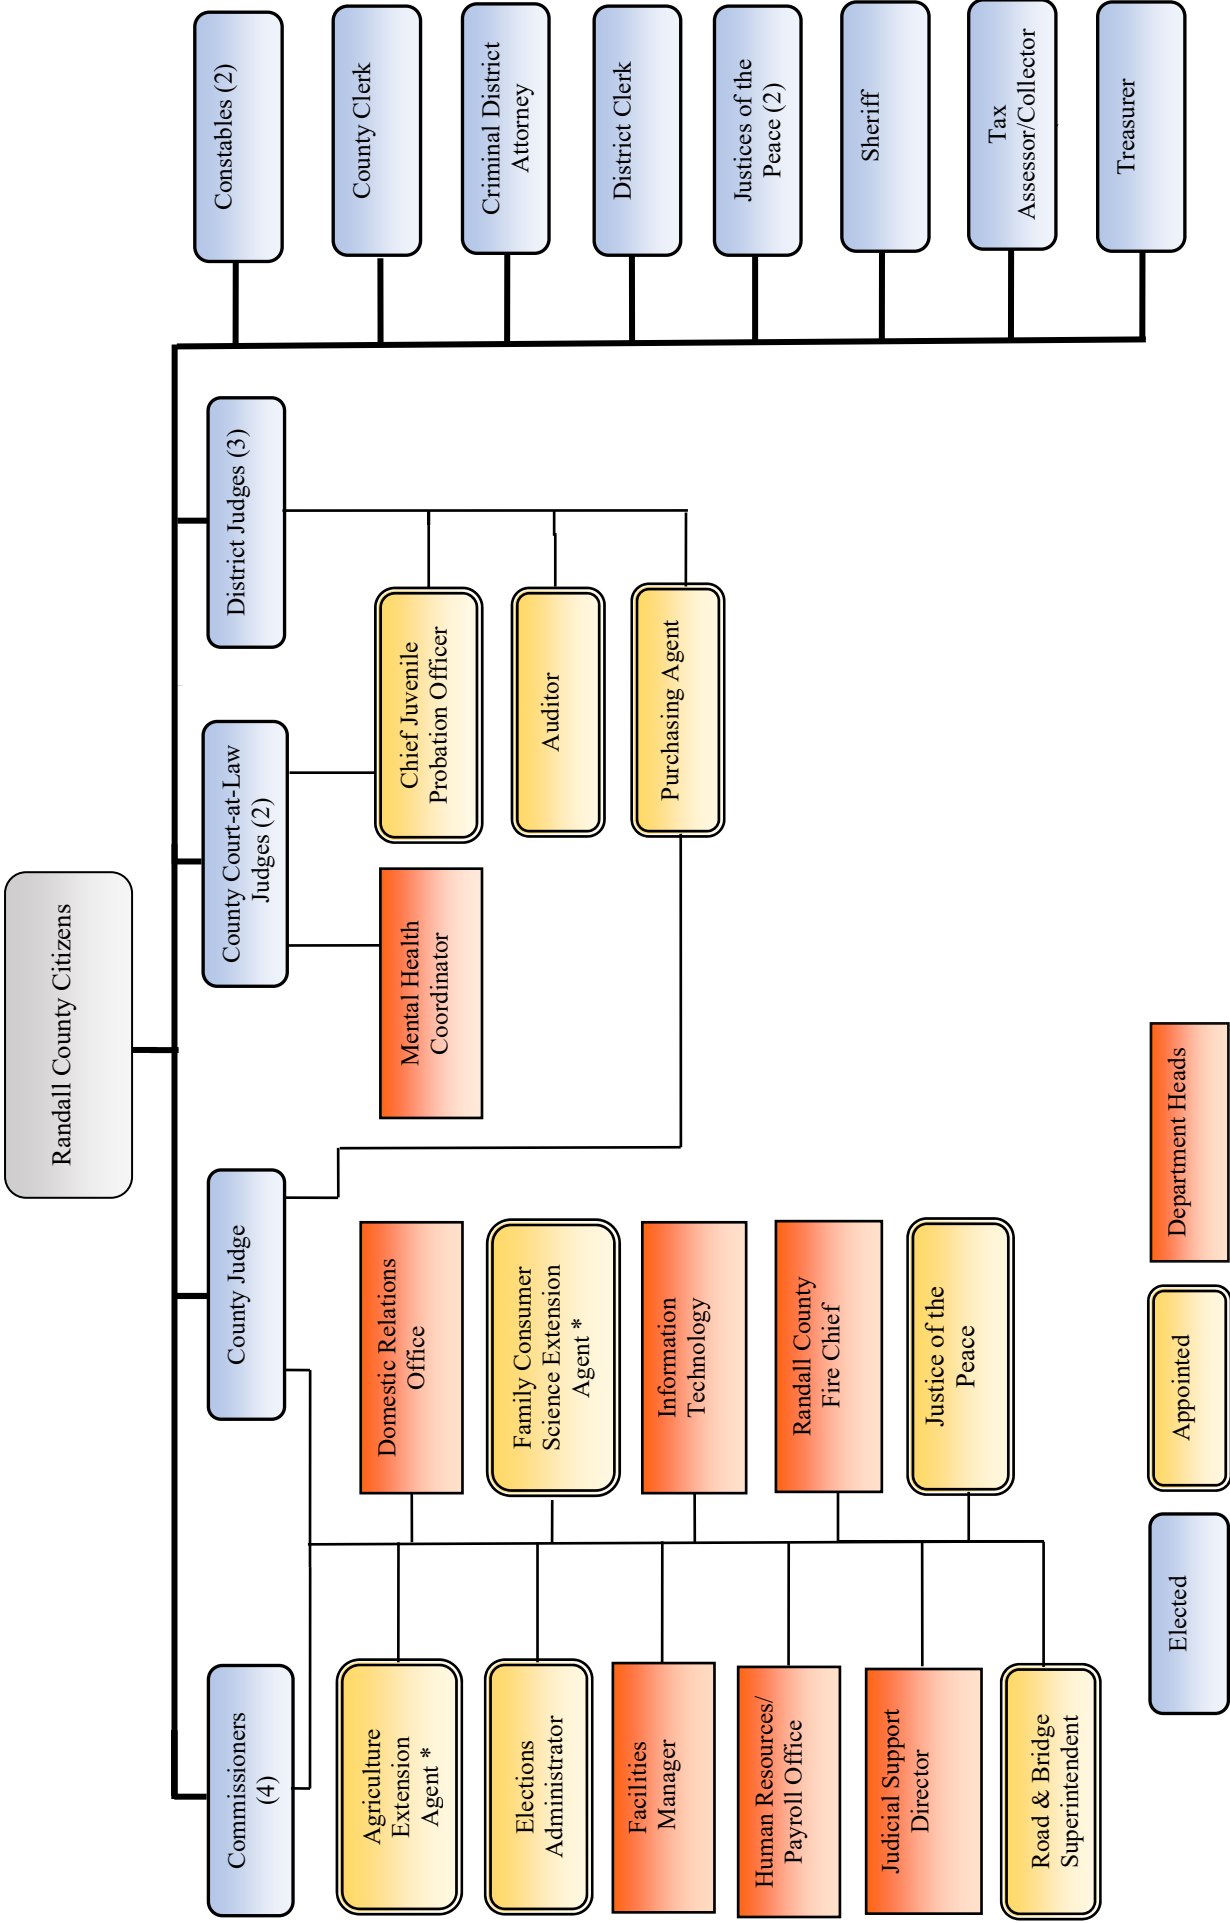 Randall County Citizens
Commissioners
(4)
County Judge
County Court-at-Law
Judges (2)
District Judges (3)
Constables (2)
County Clerk
Criminal District
Attorney
District Clerk
Justices of the
Peace (2)
Sheriff
Tax
Assessor/Collector
Treasurer
Agriculture
Extension
Agent *
Elections
Administrator
Facilities
Manager
Human Resources/
Payroll Office
Judicial Support
Director
Road & Bridge
Superintendent
Domestic Relations
Office
Family Consumer
Science Extension
Agent *
Information
Technology
Randall County
Fire Chief
Justice of the
Peace
Mental Health
Coordinator
Chief Juvenile
Probation Officer
Auditor
Purchasing Agent
Elected
Appointed
Department Heads